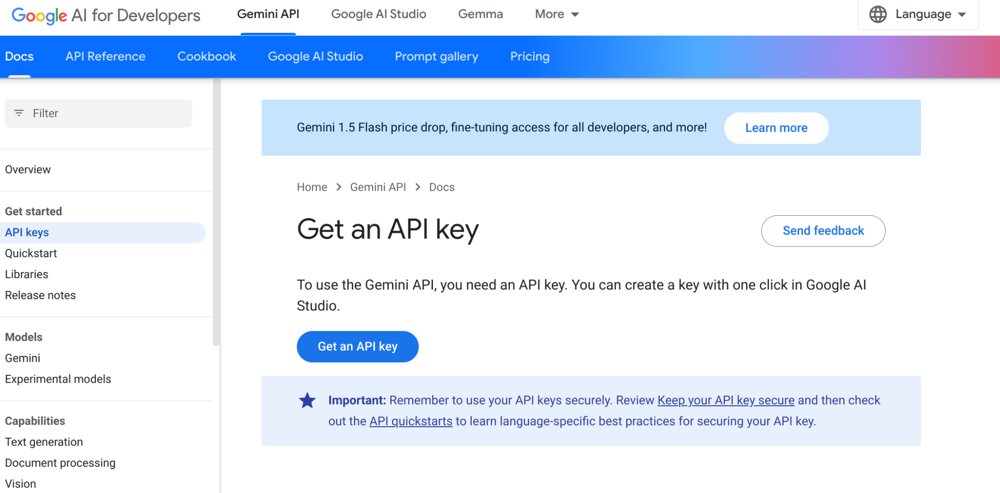 Google AI for Developers
Gemini API
Google AI Studio
Gemma
More
Language
Docs
API Reference
Cookbook
Google AI Studio
Prompt gallery
Pricing
Filter
Overview
Get started
API keys
Quickstart
Libraries
Release notes
Models
Gemini
Experimental models
Capabilities
Text generation
Document processing
Vision
Gemini 1.5 Flash price drop, fine-tuning access for all developers, and more!
Learn more
Home > Gemini API > Docs
Get an API key
Send feedback
To use the Gemini API, you need an API key. You can create a key with one click in Google AI
Studio.
Get an API key
Important: Remember to use your API keys securely. Review Keep your API key secure and then check
out the API quickstarts to learn language-specific best practices for securing your API key.